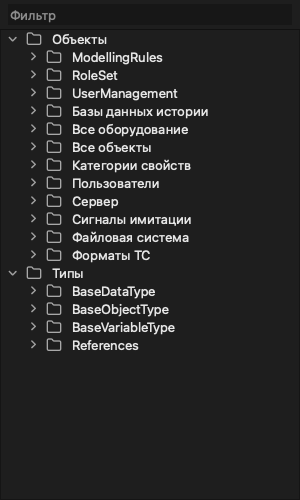 Фильтр
Объекты
ModellingRules
RoleSet
UserManagement
Базы данных истории
Все оборудование
Все объекты
Категории свойств
Пользователи
Сервер
Сигналы имитации
Файловая система
Форматы ТС
Типы
BaseDataType
BaseObjectType
BaseVariableType
References